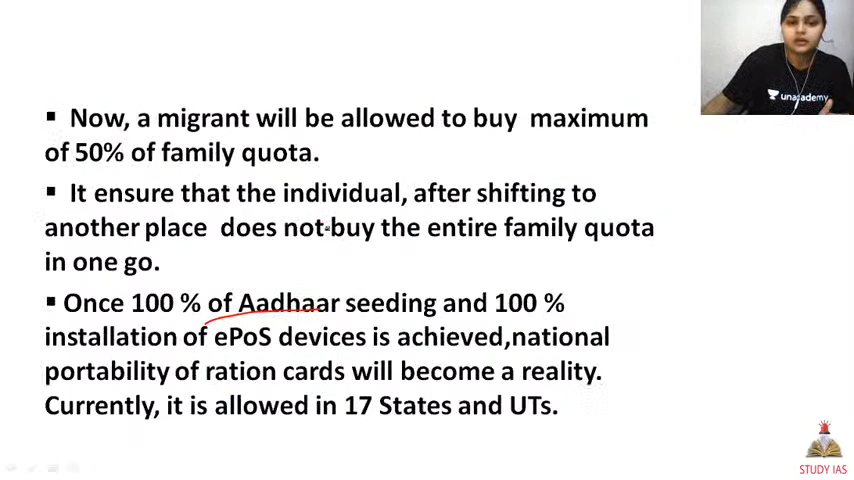 ▪ Now, a migrant will be allowed to buy maximum
of 50% of family quota.
▪ It ensure that the individual, after shifting to
another place does not buy the entire family quota
in one go.
▪ Once 100 % of Aadhaar seeding and 100 %
installation of ePoS devices is achieved,national
portability of ration cards will become a reality.
Currently, it is allowed in 17 States and UTs.
unacademy
STUDY IAS